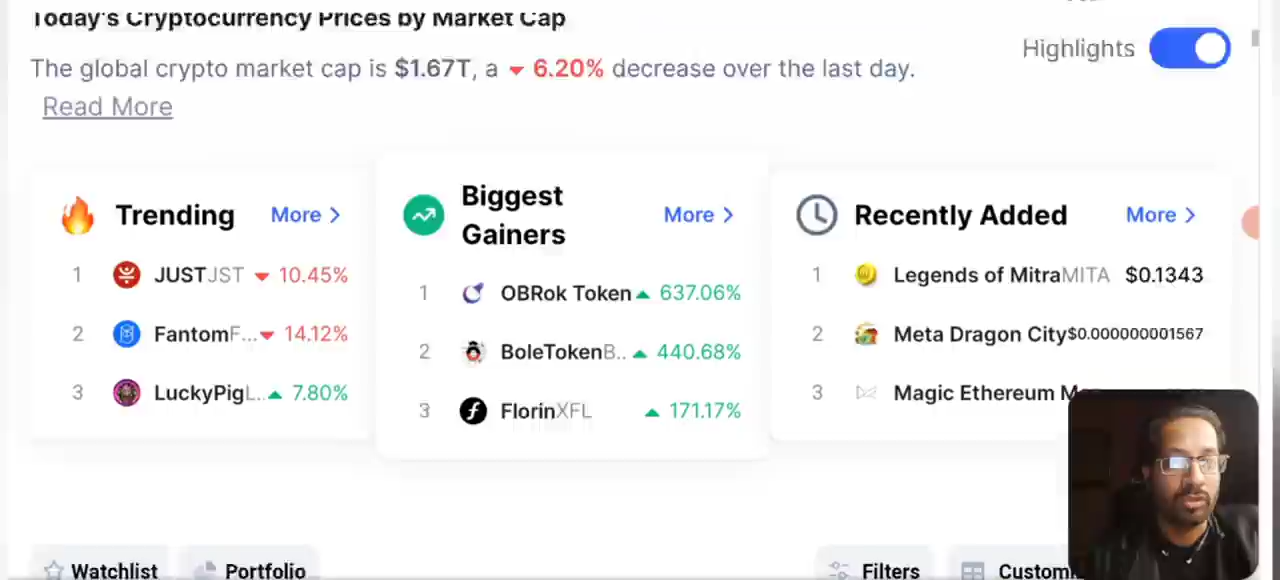 Today's Cryptocurrency Prices by Market Cap
Highlights
The global crypto market cap is $1.67T, a 6.20% decrease over the last day.
Read More
Trending More
1 JUSTJST 10.45%
2 FantomF... 14.12%
3 LuckyPigL.. 7.80%
Biggest
Gainers
More
1 OBRok Token 637.06%
2 BoleTokenB.. 440.68%
3 FlorinXFL 171.17%
Recently Added More
1 Legends of MitraMITA $0.1343
2 Meta Dragon City$0.000000001567
3 Magic Ethereum
Watchlist
Portfolio
Filters